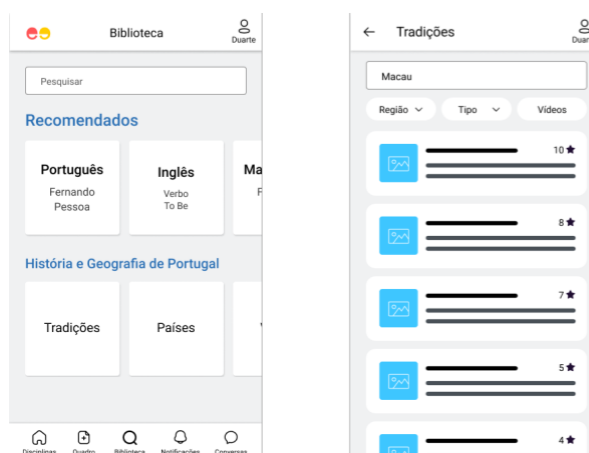 Biblioteca
Duarte
Pesquisar
Recomendados
Português
Fernando
Pessoa
Inglês
Verbo
To Be
Ma
F
História e Geografia de Portugal
Tradições
Países
Disciplinas
Quadro
Biblioteca
Notificações
Conversas
Tradições
Duar
Macau
Região
Tipo
Vídeos
10
8
7
5
4